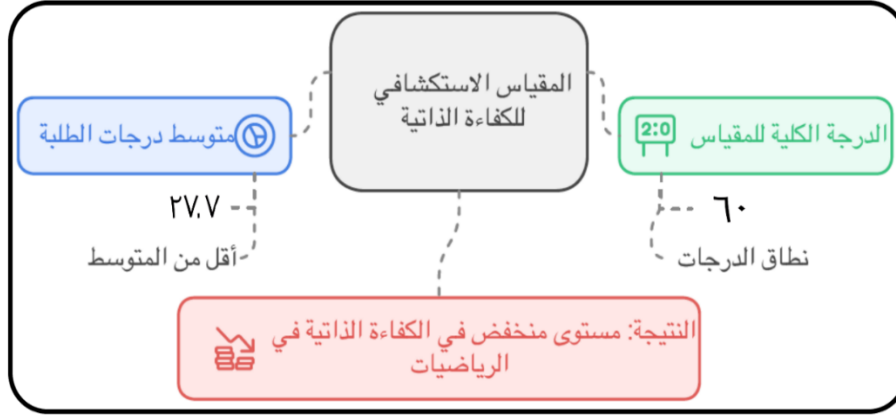 المقياس الاستكشافي
للكفاءة الذاتية
الدرجة الكلية للمقياس
2:0
٦٠
نطاق الدرجات
متوسط درجات الطلبة
٢٧.٧
أقل من المتوسط
النتيجة: مستوى منخفض في الكفاءة الذاتية في
الرياضيات